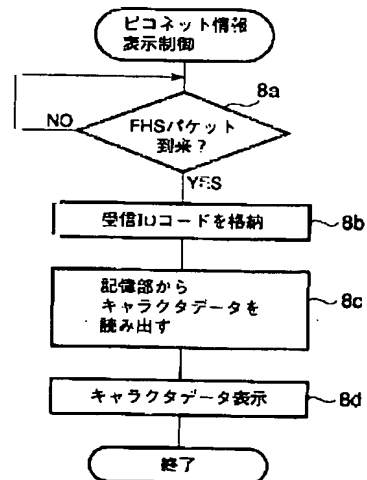 ピコネット情報
表示制御
8a
NO
FHSパケット
到来?
YES
受信IDコードを格納
8b
記憶部から
キャラクタデータを
読み出す
8c
キャラクタデータ表示
8d
終了